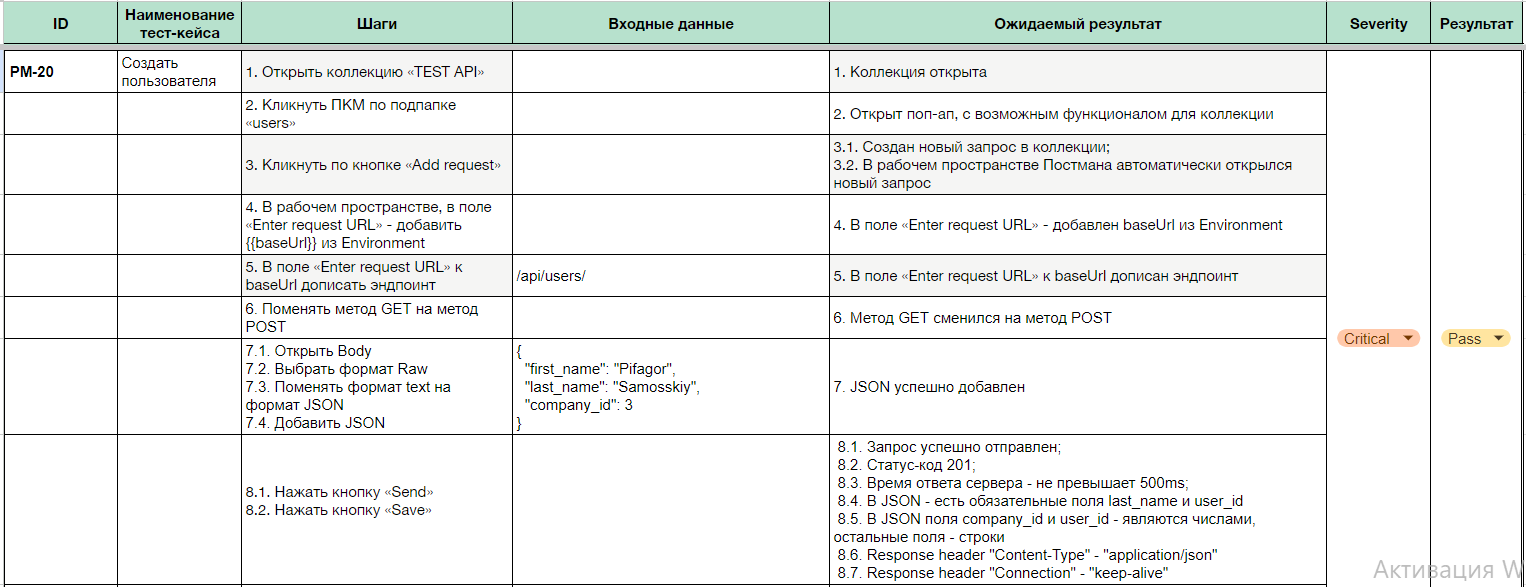 ID
Наименование
тест-кейса
Шаги
Входные данные
Ожидаемый результат
Severity
Результат
PM-20
Создать
пользователя
1. Открыть коллекцию «TEST API»
1. Коллекция открыта
2. Кликнуть ПКМ по подпапке
«users»
2. Открыт поп-ап, с возможным функционалом для коллекции
3. Кликнуть по кнопке «Add request»
3.1. Создан новый запрос в коллекции;
3.2. В рабочем пространстве Постмана автоматически открылся
новый запрос
4. В рабочем пространстве, в поле
«Enter request URL» - добавить
{{baseUrl}} из Environment
4. В поле «Enter request URL» - добавлен baseUrl из Environment
5. В поле «Enter request URL» к
baseUrl дописать эндпоинт
/api/users/
5. В поле «Enter request URL» к baseUrl дописан эндпоинт
6. Поменять метод GET на метод
POST
6. Метод GET сменился на метод POST
Critical
Pass
7.1. Открыть Body
7.2. Выбрать формат Raw
7.3. Поменять формат text на
формат JSON
7.4. Добавить JSON
{
"first_name": "Pifagor",
"last_name": "Samosskiy",
"company_id": 3
}
7. JSON успешно добавлен
8.1. Нажать кнопку «Send»
8.2. Нажать кнопку «Save»
8.1. Запрос успешно отправлен;
8.2. Статус-код 201;
8.3. Время ответа сервера - не превышает 500ms;
8.4. В JSON - есть обязательные поля last_name и user_id
8.5. В JSON поля company_id и user_id - являются числами,
остальные поля - строки
8.6. Response header "Content-Type" - "application/json"
8.7. Response header "Connection" - "keep-alive"
Активация W